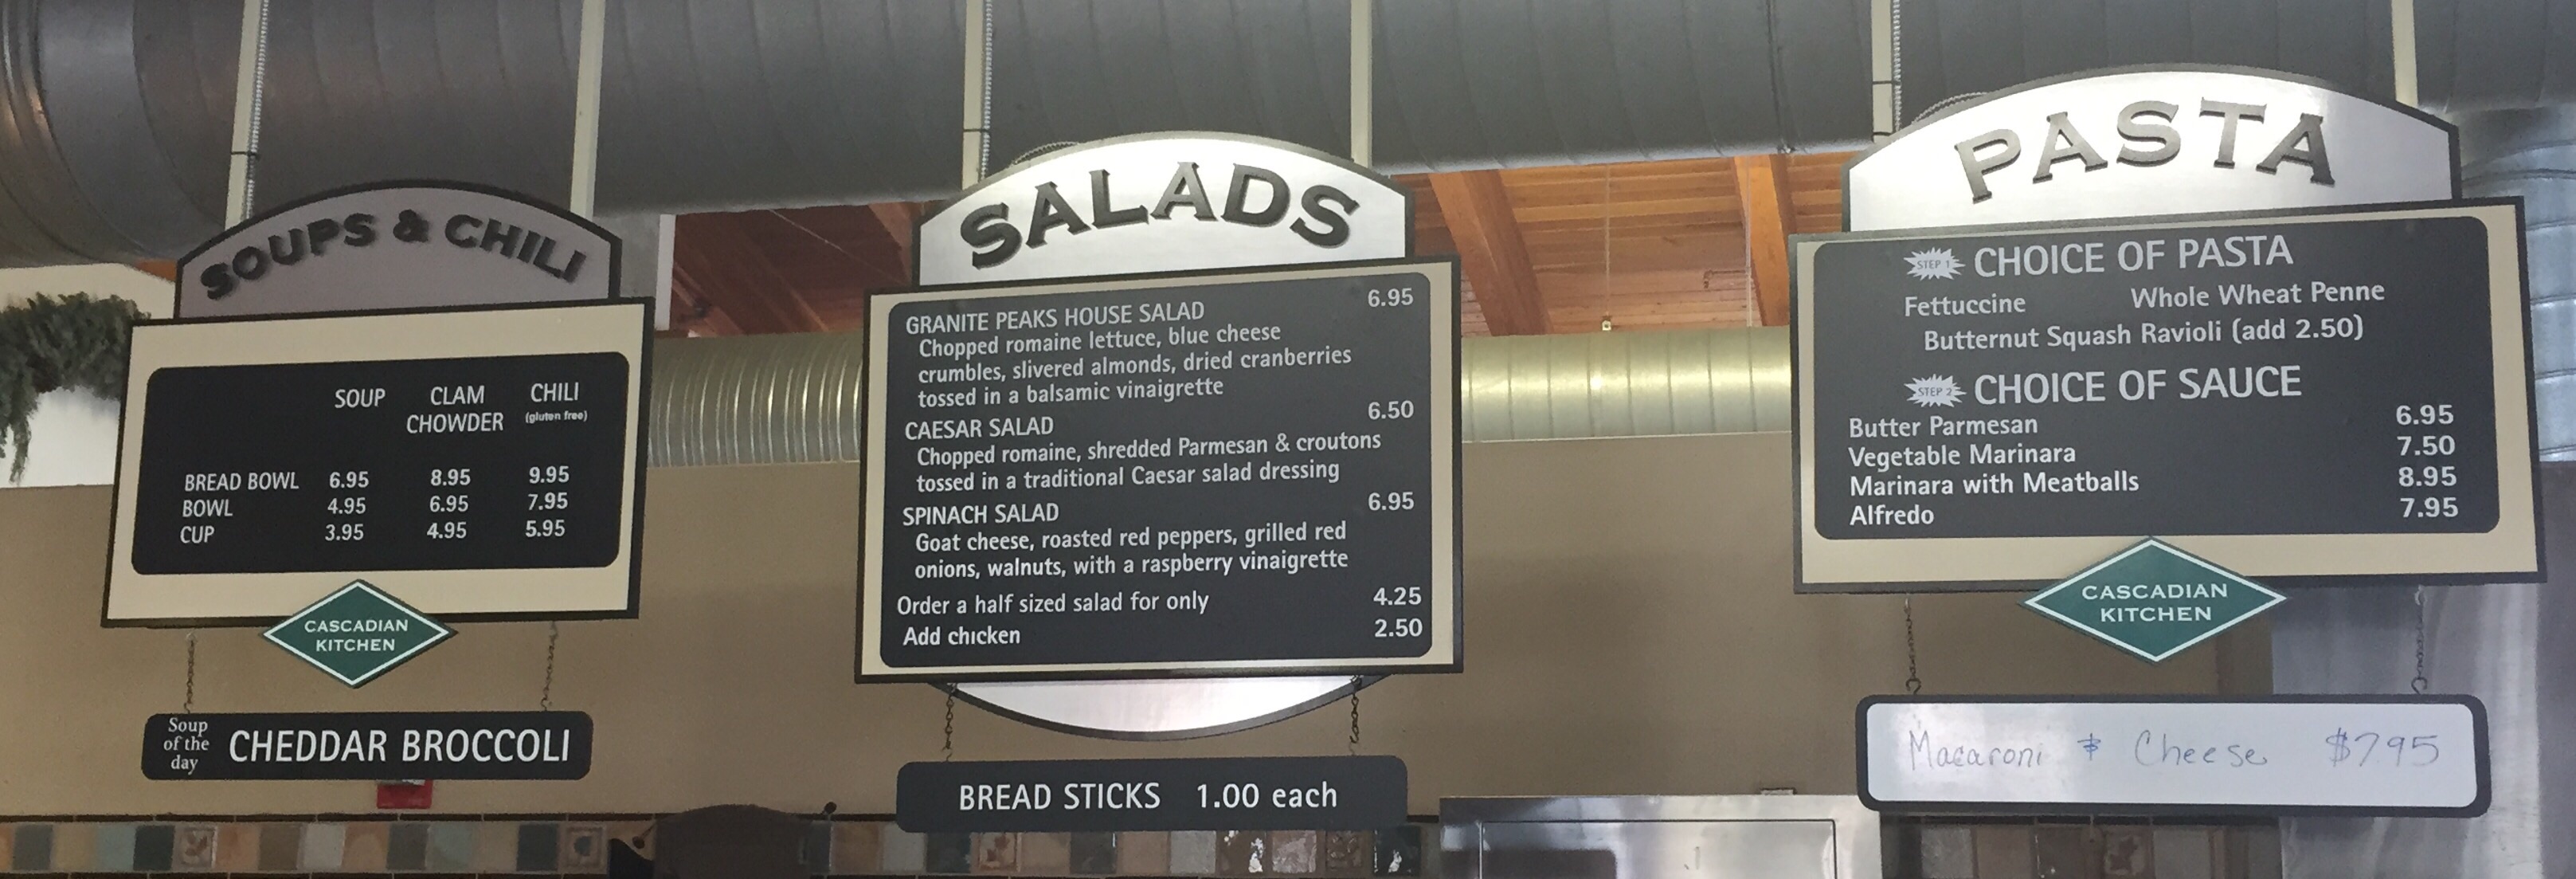 SOUPS & CHILI
SOUP CLAM CHOWDER CHILI (gluten free)
BREAD BOWL 6.95 8.95 9.95
BOWL 4.95 6.95 7.95
CUP 3.95 4.95 5.95
CASCADIAN
KITCHEN
Soup of the day CHEDDAR BROCCOLI
SALADS
GRANITE PEAKS HOUSE SALAD 6.95
Chopped romaine lettuce, blue cheese
crumbles, slivered almonds, dried cranberries
tossed in a balsamic vinaigrette
CAESAR SALAD 6.50
Chopped romaine, shredded Parmesan & croutons
tossed in a traditional Caesar salad dressing
SPINACH SALAD 6.95
Goat cheese, roasted red peppers, grilled red
onions, walnuts, with a raspberry vinaigrette
Order a half sized salad for only 4.25
Add chicken 2.50
BREAD STICKS 1.00 each
PASTA
STEP 1 CHOICE OF PASTA
Fettuccine Whole Wheat Penne
Butternut Squash Ravioli (add 2.50)
STEP 2 CHOICE OF SAUCE
Butter Parmesan 6.95
Vegetable Marinara 7.50
Marinara with Meatballs 8.95
Alfredo 7.95
CASCADIAN
KITCHEN
Macaroni & Cheese $7.95